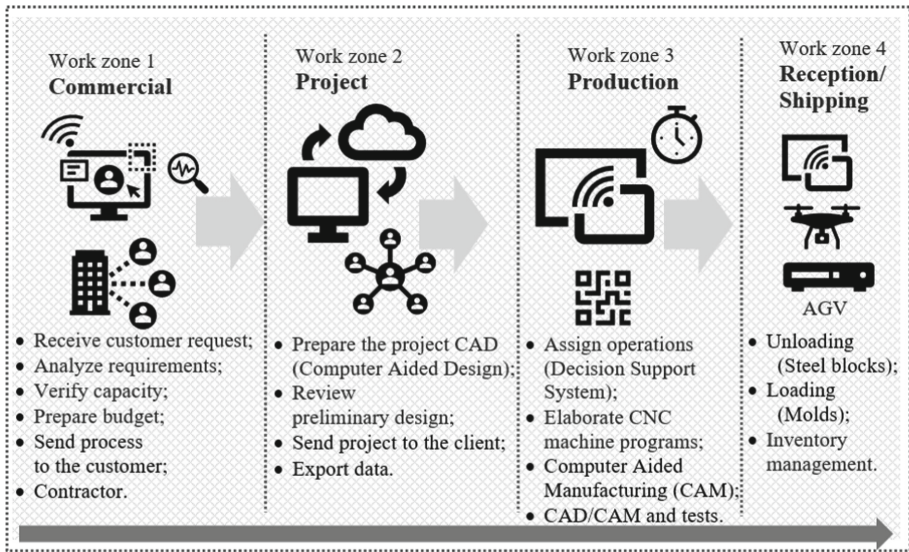 Work zone 1
Commercial
• Receive customer request;
• Analyze requirements;
• Verify capacity;
• Prepare budget;
• Send process
to the customer;
• Contractor.
Work zone 2
Project
• Prepare the project CAD
(Computer Aided Design);
• Review
preliminary design;
• Send project to the client;
• Export data.
Work zone 3
Production
• Assign operations
(Decision Support
System);
• Elaborate CNC
machine programs;
• Computer Aided
Manufacturing (CAM);
• CAD/CAM and tests.
Work zone 4
Reception/
Shipping
AGV
• Unloading
(Steel blocks);
• Loading
(Molds);
• Inventory
management.